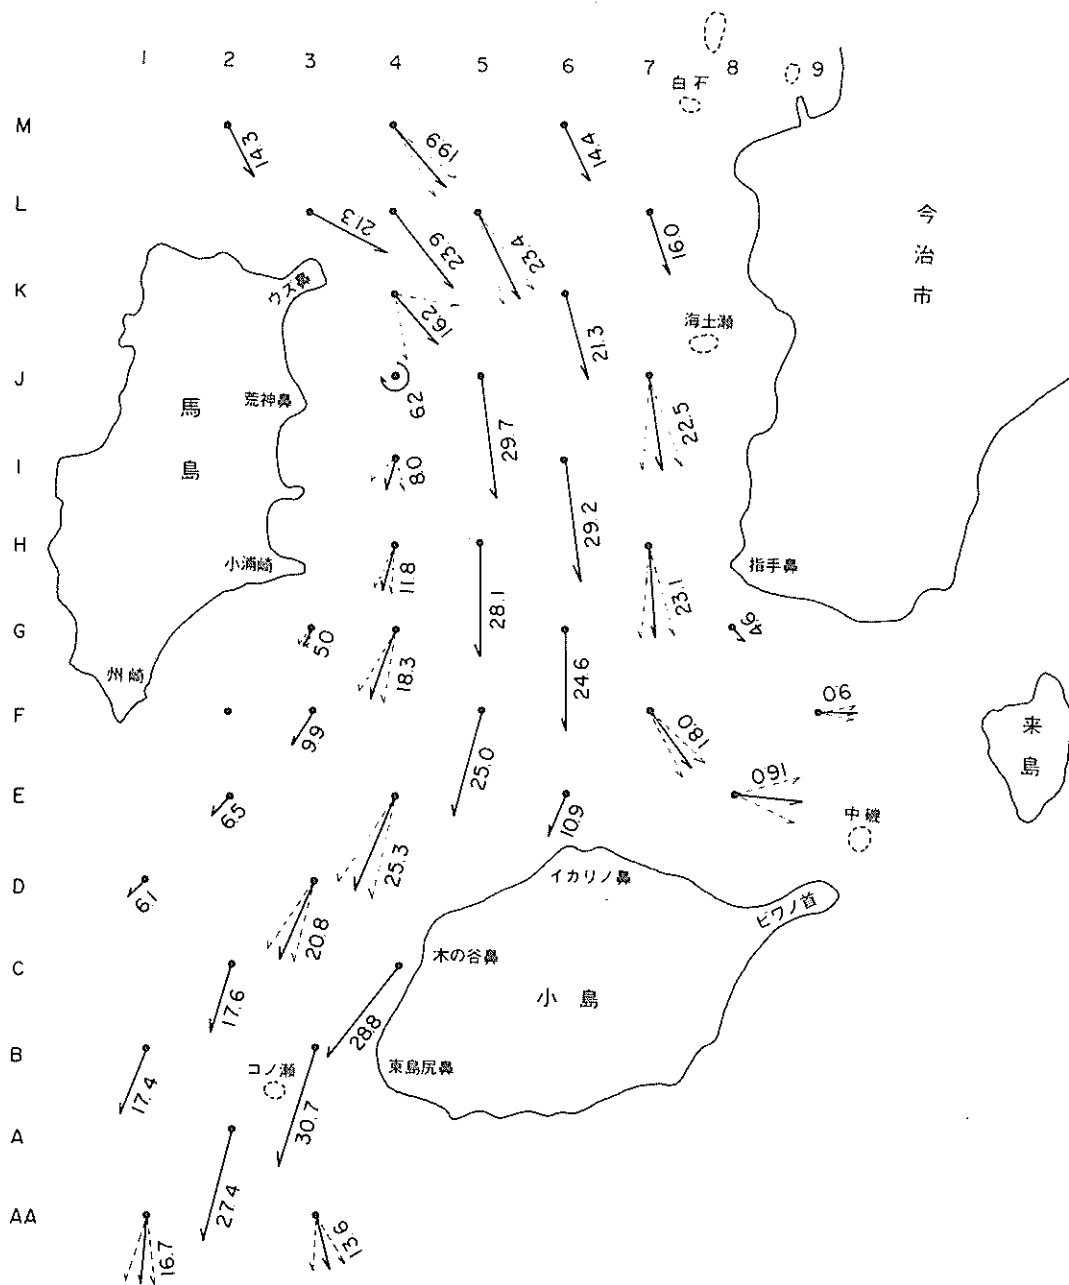 1 2 3 4 5 6 7 8 9
白石
M 14.3 19.9 14.4
L 21.3 23.9 23.4 16.0
今治市
K ウズ鼻 16.2 21.3 海士瀬
J 荒神鼻 6.2 29.7 22.5
馬島
I 8.0 29.2
H 小浦崎 11.8 28.1 23.1 指手鼻
G 5.0 18.3 24.6 4.6
州崎
F 9.9 25.0 18.0 9.0
来島
E 6.5 25.3 10.9 16.0 中磯
D 6.1 20.8 イカリノ鼻 ビワノ首
C 17.6 28.8 木の谷鼻
小島
B 17.4 コノ瀬 30.7 東島尻鼻
A 27.4
AA 16.7 13.6